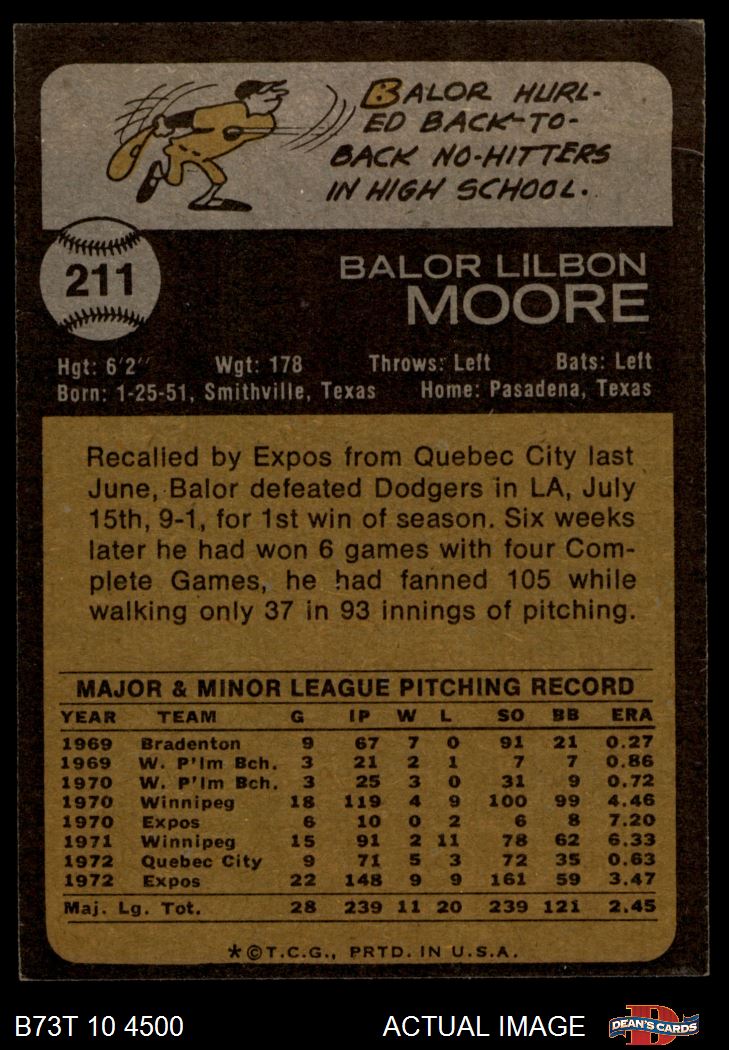 BALOR HURL-
ED BACK-TO-
BACK NO-HITTERS
IN HIGH SCHOOL.
211
BALOR LILBON
MOORE
Hgt: 6'2" Wgt: 178 Throws: Left Bats: Left
Born: 1-25-51, Smithville, Texas Home: Pasadena, Texas
Recalled by Expos from Quebec City last
June, Balor defeated Dodgers in LA, July
15th, 9-1, for 1st win of season. Six weeks
later he had won 6 games with four Com-
plete Games, he had fanned 105 while
walking only 37 in 93 innings of pitching.
MAJOR & MINOR LEAGUE PITCHING RECORD
YEAR TEAM G IP W L SO BB ERA
1969 Bradenton 9 67 7 0 91 21 0.27
1969 W. P'lm Bch. 3 21 2 1 7 7 0.86
1970 W. P'lm Bch. 3 25 3 0 31 9 0.72
1970 Winnipeg 18 119 4 9 100 99 4.46
1970 Expos 6 10 0 2 6 8 7.20
1971 Winnipeg 15 91 2 11 78 62 6.33
1972 Quebec City 9 71 5 3 72 35 0.63
1972 Expos 22 148 9 9 161 59 3.47
Maj. Lg. Tot. 28 239 11 20 239 121 2.45
*©T.C.G., PRTD. IN U.S.A.
B73T 10 4500 ACTUAL IMAGE DEAN'S CARDS